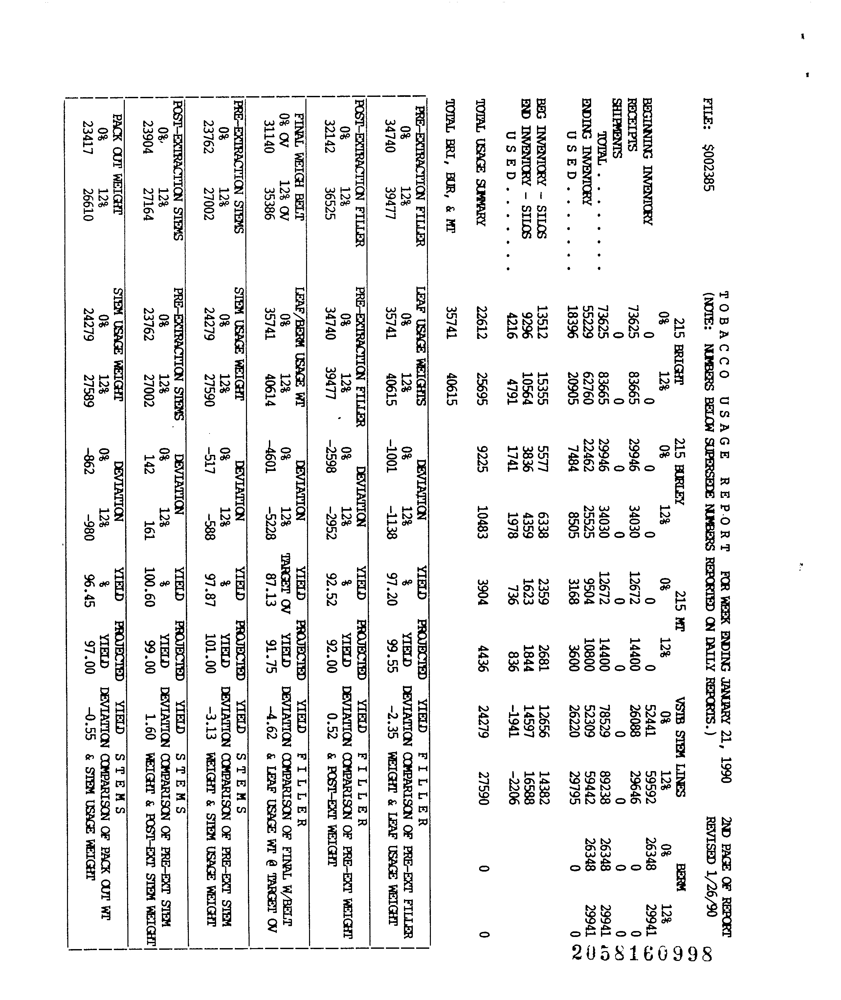 FILE: $002385 TOBACCO USAGE REPORT FOR WEEK ENDING JANUARY 21, 1990 2ND PAGE OF REPORT
(NOTE: NUMBERS BELOW SUPERSEDE NUMBERS REPORTED ON DAILY REPORTS.) REVISED 1/26/90
215 BRIGHT 215 BURLEY 215 MT VSTB STEM LINES BERM
0% 12% 0% 12% 0% 12% 0% 12% 0% 12%
BEGINNING INVENTORY 0 0 0 0 0 0 52441 59592 26348 29941
RECEIPTS 73625 83665 29946 34030 12672 14400 26088 29646 0 0
SHIPMENTS 0 0 0 0 0 0 0 0 0 0
TOTAL . . . . . . . 73625 83665 29946 34030 12672 14400 78529 89238 26348 29941
ENDING INVENTORY 55229 62760 22462 25525 9504 10800 52309 59442 26348 29941
U S E D . . . . . . . 18396 20905 7484 8505 3168 3600 26220 29795 0 0
BEG INVENTORY - SILOS 13512 15355 5577 6338 2359 2681 12656 14382
END INVENTORY - SILOS 9296 10564 3836 4359 1623 1844 14597 16588
U S E D . . . . . . . 4216 4791 1741 1978 736 836 -1941 -2206
TOTAL USAGE SUMMARY 22612 25695 9225 10483 3904 4436 24279 27590 0 0
TOTAL BRI, BUR, & MT 35741 40615
PRE-EXTRACTION FILLER LEAF USAGE WEIGHTS DEVIATION YIELD PROJECTED YIELD F I L L E R
0% 12% 0% 12% 0% 12% % YIELD DEVIATION COMPARISON OF PRE-EXT FILLER
34740 39477 35741 40615 -1001 -1138 97.20 99.55 -2.35 WEIGHT & LEAF USAGE WEIGHT
POST-EXTRACTION FILLER PRE-EXTRACTION FILLER DEVIATION YIELD PROJECTED YIELD F I L L E R
0% 12% 0% 12% 0% 12% % YIELD DEVIATION COMPARISON OF PRE-EXT WEIGHT
32142 36525 34740 39477 -2598 -2952 92.52 92.00 0.52 & POST-EXT WEIGHT
FINAL WEIGH BELT LEAF/BERM USAGE WT DEVIATION YIELD PROJECTED YIELD F I L L E R
0% OV 12% OV 0% 12% 0% 12% TARGET OV YIELD DEVIATION COMPARISON OF FINAL W/BELT
31140 35386 35741 40614 -4601 -5228 87.13 91.75 -4.62 & LEAF USAGE WT @ TARGET OV
PRE-EXTRACTION STEMS STEM USAGE WEIGHT DEVIATION YIELD PROJECTED YIELD S T E M S
0% 12% 0% 12% 0% 12% % YIELD DEVIATION COMPARISON OF PRE-EXT STEM
23762 27002 24279 27590 -517 -588 97.87 101.00 -3.13 WEIGHT & STEM USAGE WEIGHT
POST-EXTRACTION STEMS PRE-EXTRACTION STEMS DEVIATION YIELD PROJECTED YIELD S T E M S
0% 12% 0% 12% 0% 12% % YIELD DEVIATION COMPARISON OF PRE-EXT STEM
23904 27164 23762 27002 142 161 100.60 99.00 1.60 WEIGHT & POST-EXT STEM WEIGHT
PACK OUT WEIGHT STEM USAGE WEIGHT DEVIATION YIELD PROJECTED YIELD S T E M S
0% 12% 0% 12% 0% 12% % YIELD DEVIATION COMPARISON OF PACK OUT WT
23417 26610 24279 27589 -862 -980 96.45 97.00 -0.55 & STEM USAGE WEIGHT
2058160998